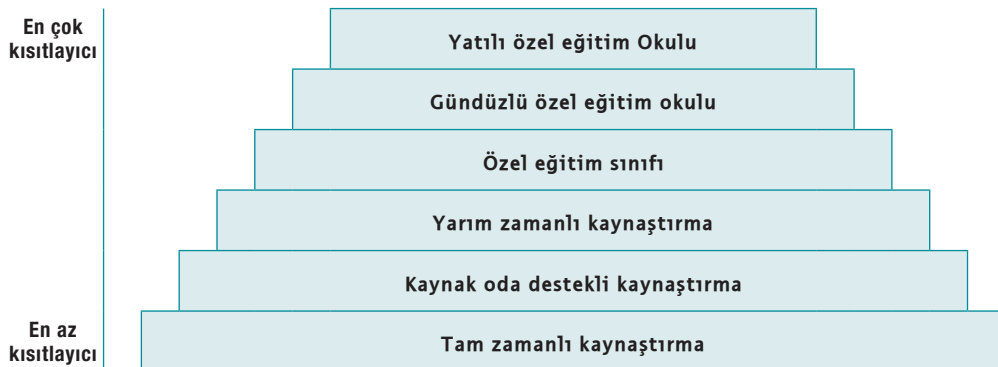 En çok
kısıtlayıcı
Yatılı özel eğitim Okulu
Gündüzlü özel eğitim okulu
Özel eğitim sınıfı
Yarım zamanlı kaynaştırma
Kaynak oda destekli kaynaştırma
En az
kısıtlayıcı
Tam zamanlı kaynaştırma